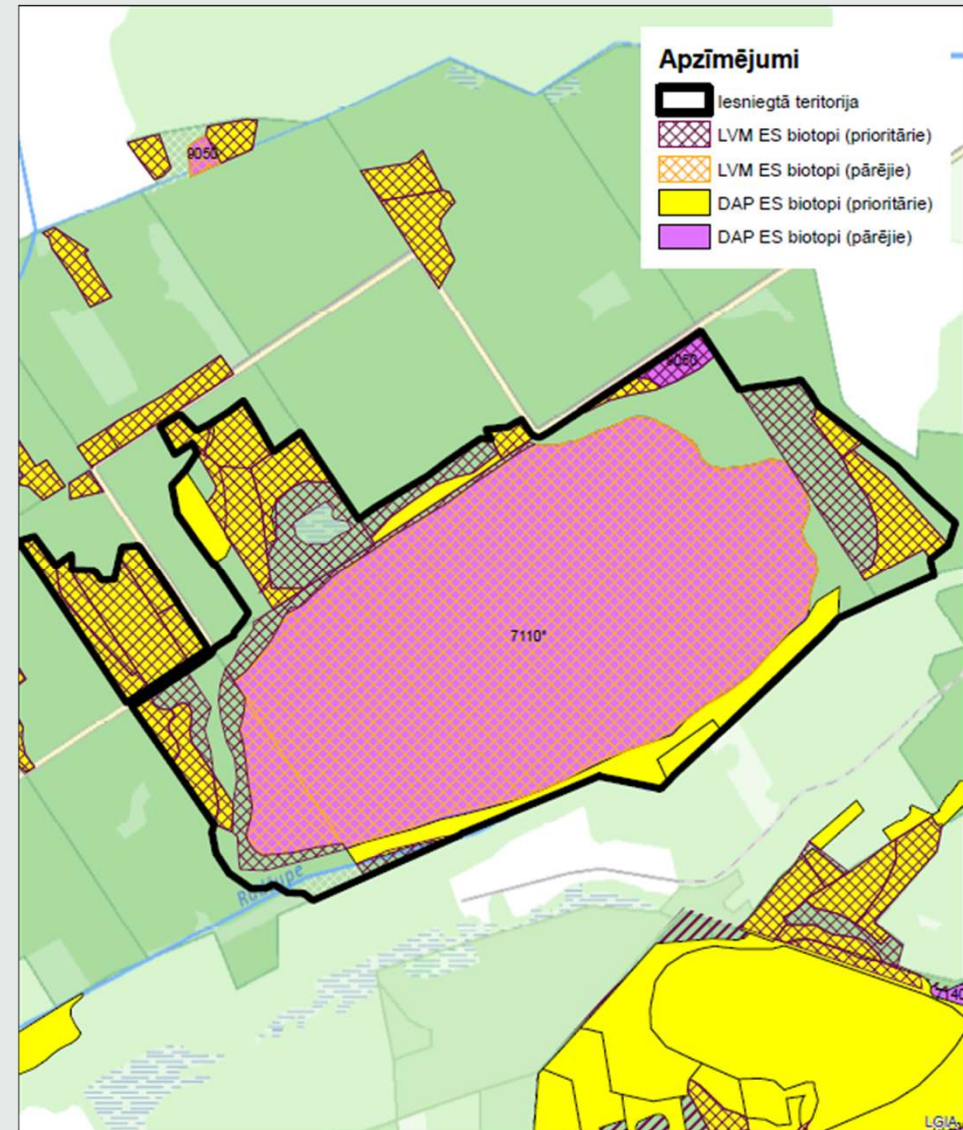 Apzīmējumi
Iesniegtā teritorija
LVM ES biotopi (prioritārie)
LVM ES biotopi (pārējie)
DAP ES biotopi (prioritārie)
DAP ES biotopi (pārējie)
9050
9050
7110*
7140
LGIA